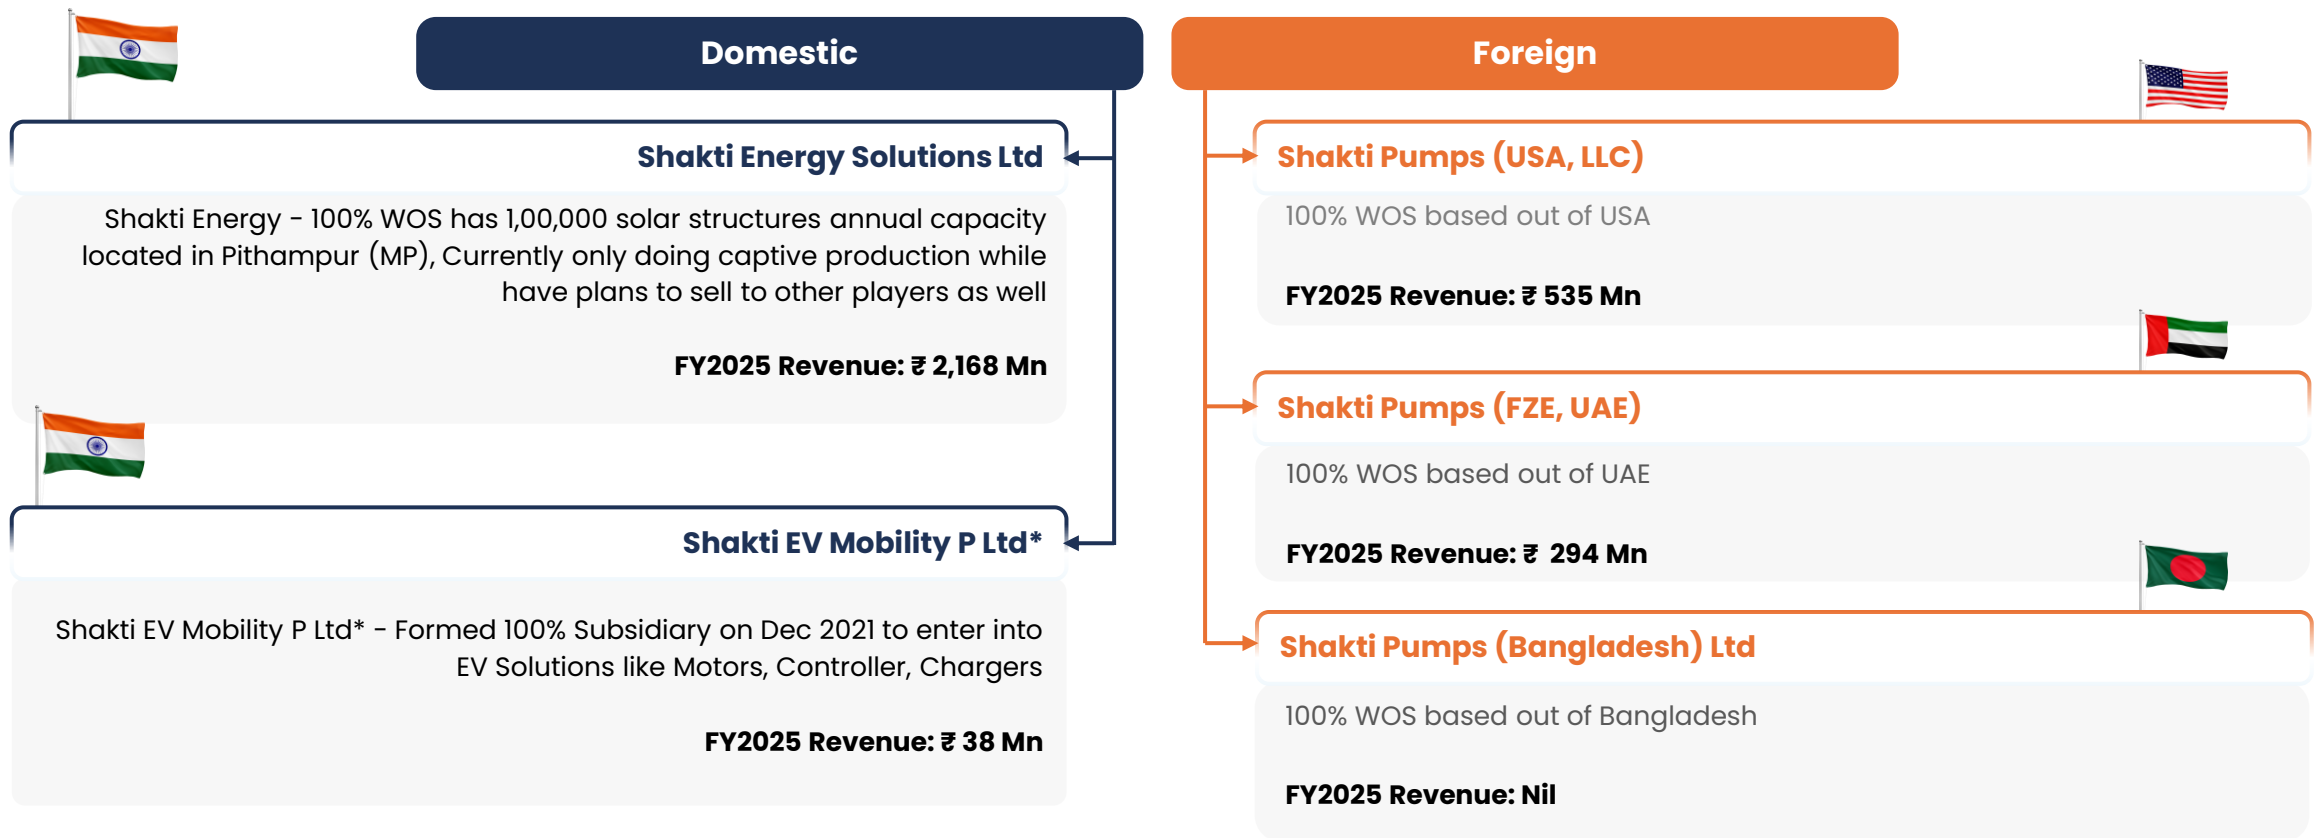 Domestic
Shakti Energy Solutions Ltd
Shakti Energy - 100% WOS has 1,00,000 solar structures annual capacity
located in Pithampur (MP), Currently only doing captive production while
have plans to sell to other players as well
FY2025 Revenue: ₹ 2,168 Mn
Shakti EV Mobility P Ltd*
Shakti EV Mobility P Ltd* - Formed 100% Subsidiary on Dec 2021 to enter into
EV Solutions like Motors, Controller, Chargers
FY2025 Revenue: ₹ 38 Mn
Foreign
Shakti Pumps (USA, LLC)
100% WOS based out of USA
FY2025 Revenue: ₹ 535 Mn
Shakti Pumps (FZE, UAE)
100% WOS based out of UAE
FY2025 Revenue: ₹ 294 Mn
Shakti Pumps (Bangladesh) Ltd
100% WOS based out of Bangladesh
FY2025 Revenue: Nil